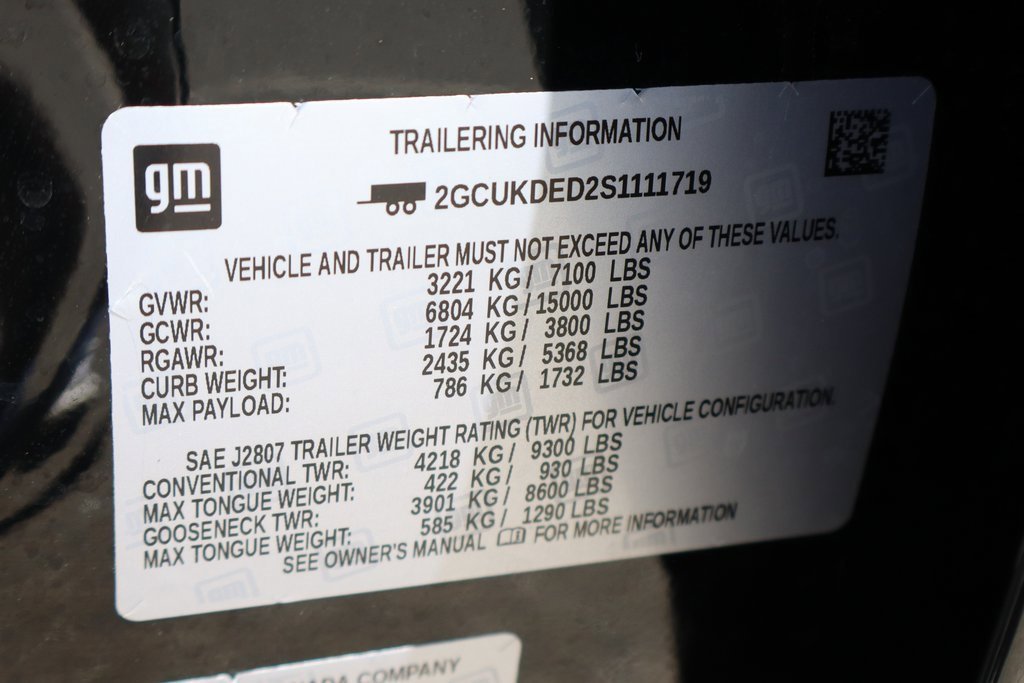 gm
TRAILERING INFORMATION
2GCUKDED2S1111719
VEHICLE AND TRAILER MUST NOT EXCEED ANY OF THESE VALUES.
GVWR: 3221 KG/ 7100 LBS
GCWR: 6804 KG/15000 LBS
RGAWR: 1724 KG/ 3800 LBS
CURB WEIGHT: 2435 KG/ 5368 LBS
MAX PAYLOAD: 786 KG/ 1732 LBS
SAE J2807 TRAILER WEIGHT RATING (TWR) FOR VEHICLE CONFIGURATION.
CONVENTIONAL TWR: 4218 KG/ 9300 LBS
MAX TONGUE WEIGHT: 422 KG/ 930 LBS
GOOSENECK TWR: 3901 KG/ 8600 LBS
MAX TONGUE WEIGHT: 585 KG/ 1290 LBS
SEE OWNER'S MANUAL FOR MORE INFORMATION
COMPANY